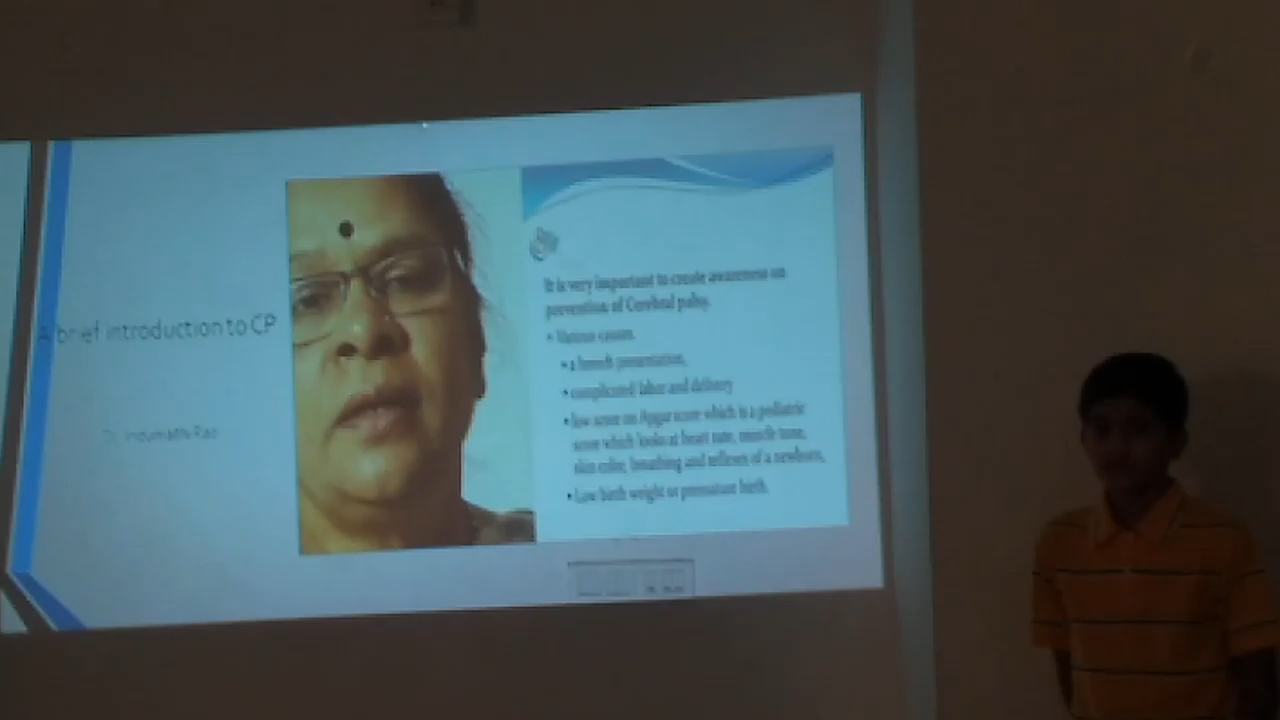 A brief introduction to CP
Dr. Indumathi Rao
It is very important to create awareness on
prevention of Cerebral palsy.
• Various causes.
• a breech presentation,
• complicated labor and delivery
• low score on Apgar score which is a pediatric
score which looks at heart rate, muscle tone,
skin color, breathing and reflexes of a newborn.
• Low birth weight or premature birth.